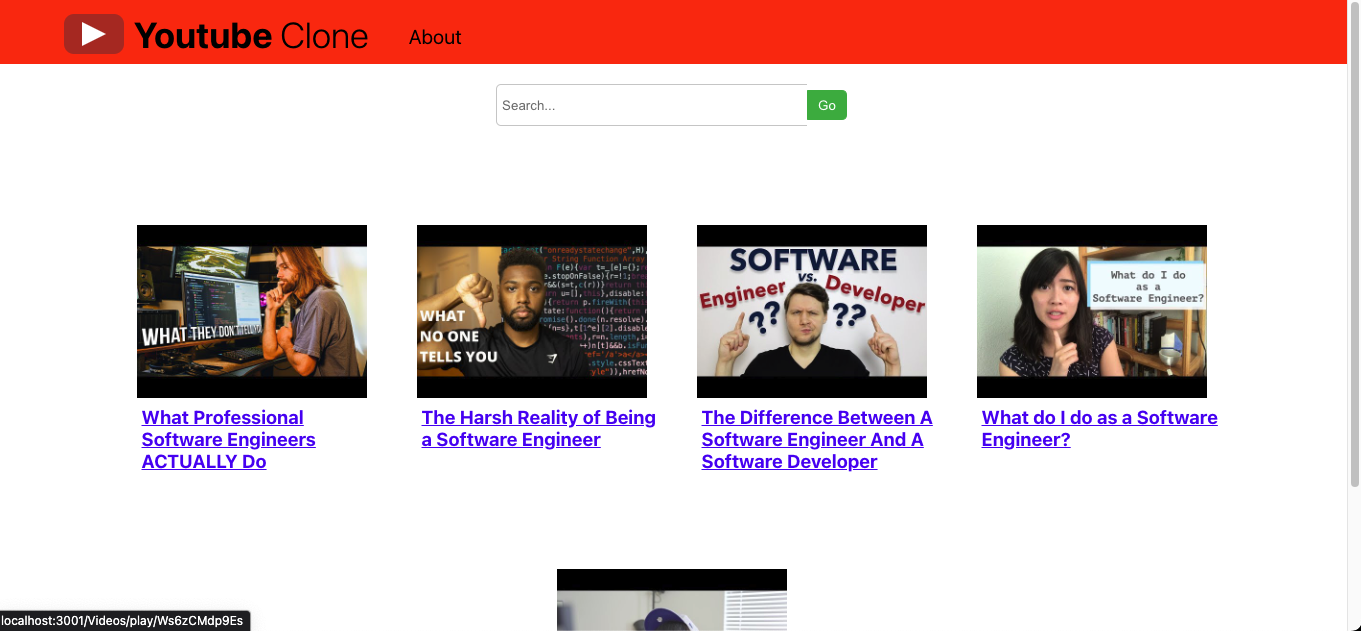 Youtube Clone About
Search... Go
WHAT THEY DON'T TELL YOU
WHAT
NO ONE
TELLS YOU
SOFTWARE
vs.
Engineer Developer
?? ??
What do I do
as a
Software Engineer?
What Professional
Software Engineers
ACTUALLY Do
The Harsh Reality of Being
a Software Engineer
The Difference Between A
Software Engineer And A
Software Developer
What do I do as a Software
Engineer?
localhost:3001/Videos/play/Ws6zCMdp9Es